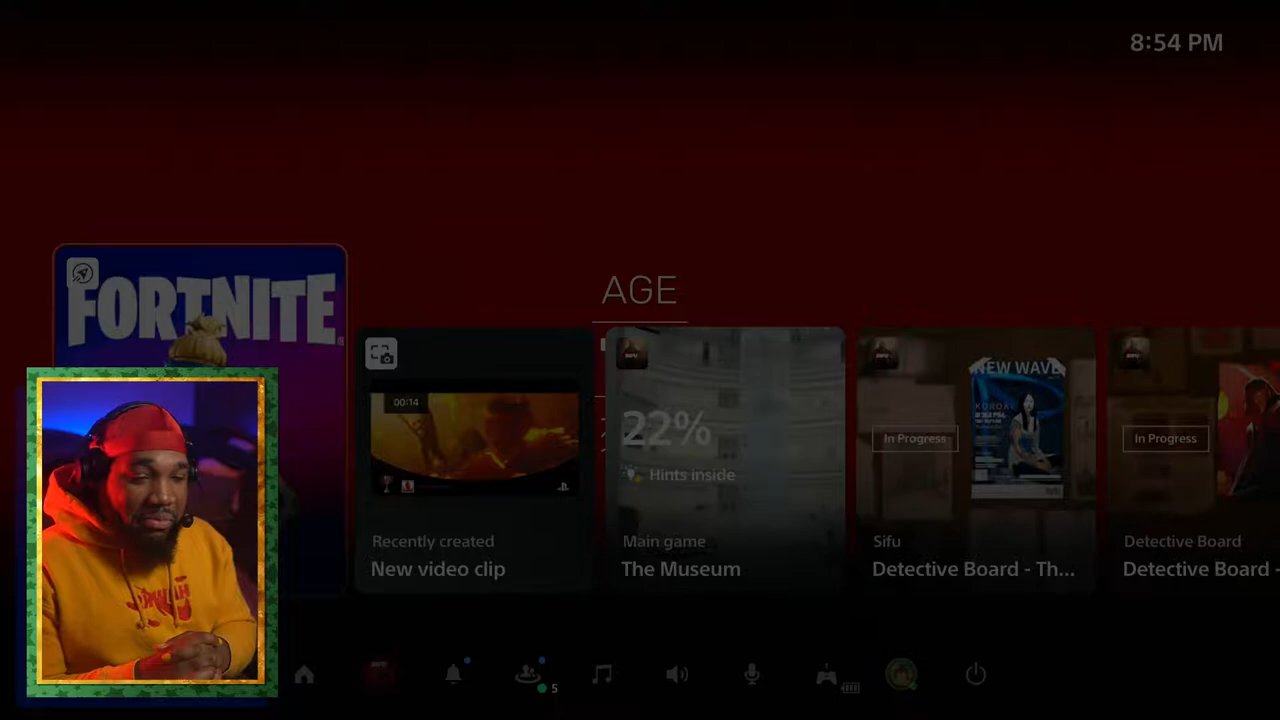 8:54 PM
AGE
FORTNITE
00:14
Recently created
New video clip
22%
Hints inside
Main game
The Museum
NEW WAVE
In Progress
Sifu
Detective Board - Th...
In Progress
Detective Board
Detective Board -
5